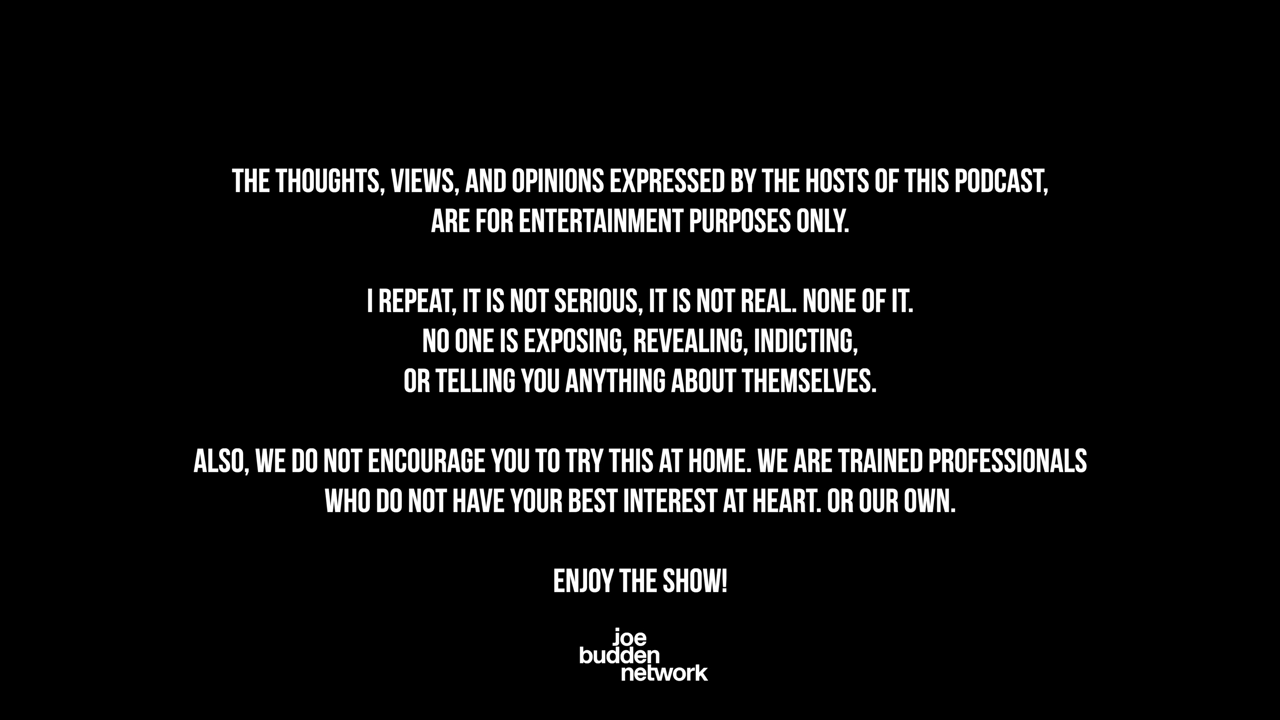 THE THOUGHTS, VIEWS, AND OPINIONS EXPRESSED BY THE HOSTS OF THIS PODCAST,
ARE FOR ENTERTAINMENT PURPOSES ONLY.
I REPEAT, IT IS NOT SERIOUS, IT IS NOT REAL. NONE OF IT.
NO ONE IS EXPOSING, REVEALING, INDICTING,
OR TELLING YOU ANYTHING ABOUT THEMSELVES.
ALSO, WE DO NOT ENCOURAGE YOU TO TRY THIS AT HOME. WE ARE TRAINED PROFESSIONALS
WHO DO NOT HAVE YOUR BEST INTEREST AT HEART. OR OUR OWN.
ENJOY THE SHOW!
joe
budden
network